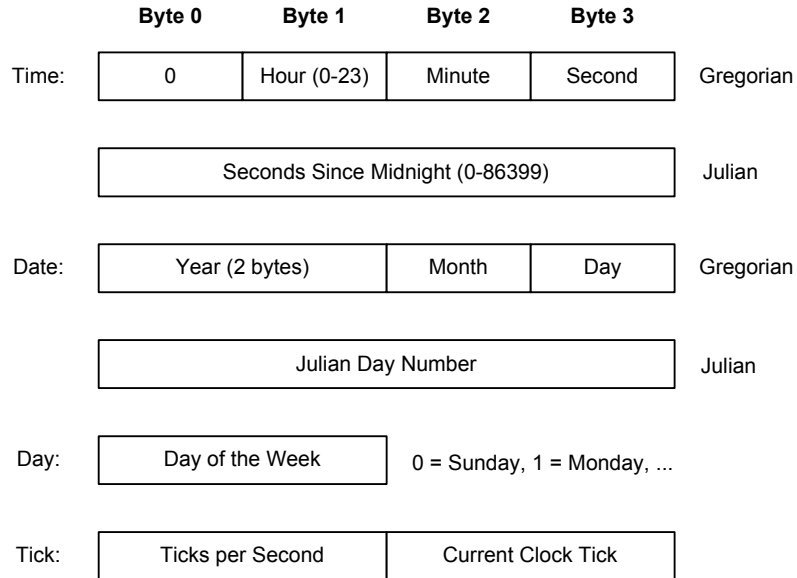 Byte 0 Byte 1 Byte 2 Byte 3
Time: 0 Hour (0-23) Minute Second Gregorian
Seconds Since Midnight (0-86399) Julian
Date: Year (2 bytes) Month Day Gregorian
Julian Day Number Julian
Day: Day of the Week 0 = Sunday, 1 = Monday, ...
Tick: Ticks per Second Current Clock Tick